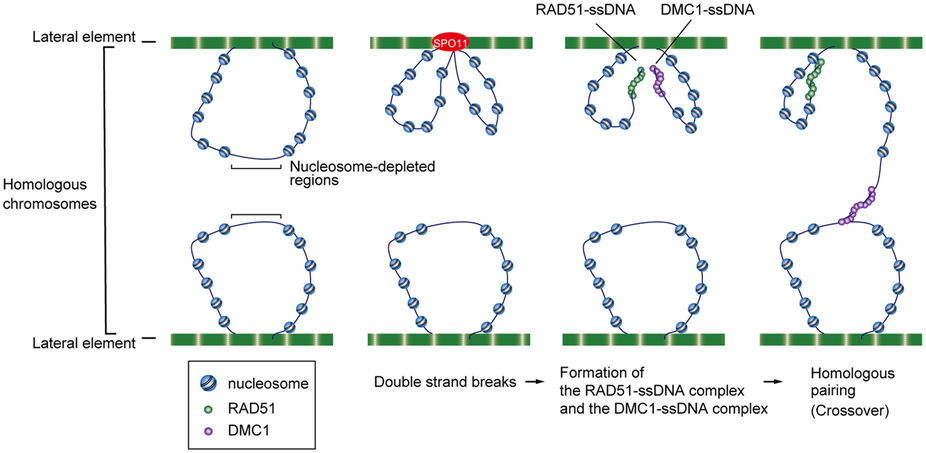 RAD51-ssDNA
DMC1-ssDNA
Lateral element
SPO11
Nucleosome-depleted
regions
Homologous
chromosomes
Lateral element
nucleosome
RAD51
DMC1
Double strand breaks
Formation of
the RAD51-ssDNA complex
and the DMC1-ssDNA complex
Homologous
pairing
(Crossover)